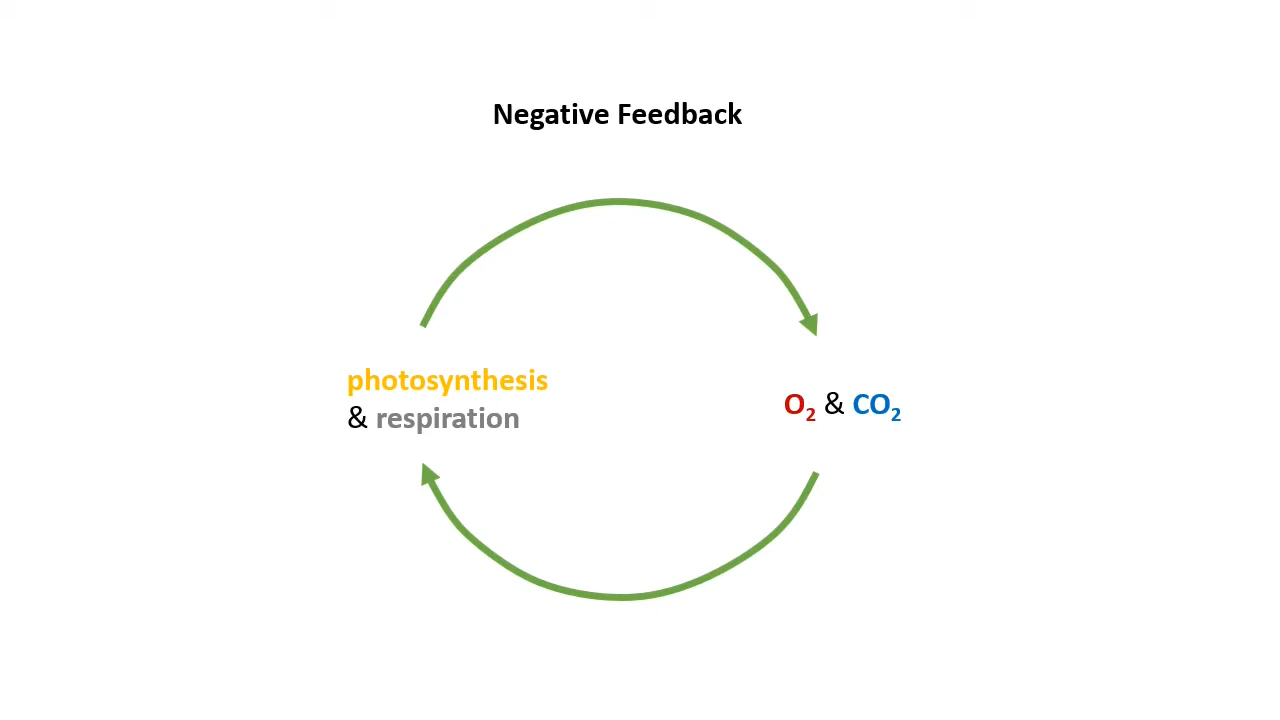 Negative Feedback
photosynthesis
& respiration
O₂ & CO₂